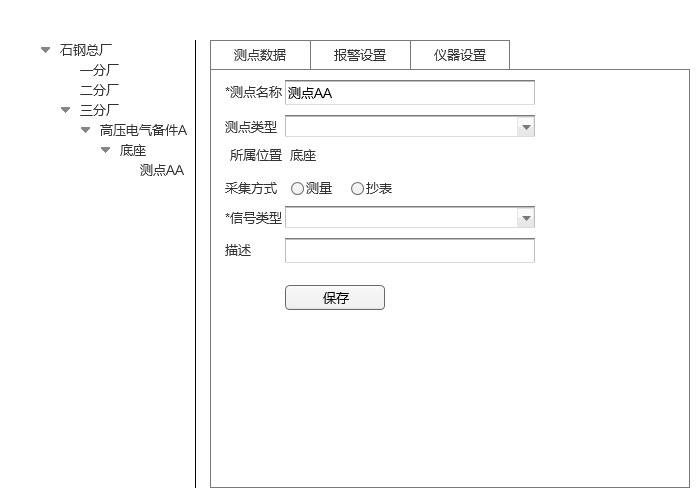 石钢总厂
一分厂
二分厂
三分厂
高压电气备件A
底座
测点AA
测点数据 报警设置 仪器设置
*测点名称 测点AA
测点类型
所属位置 底座
采集方式 测量 抄表
*信号类型
描述
保存